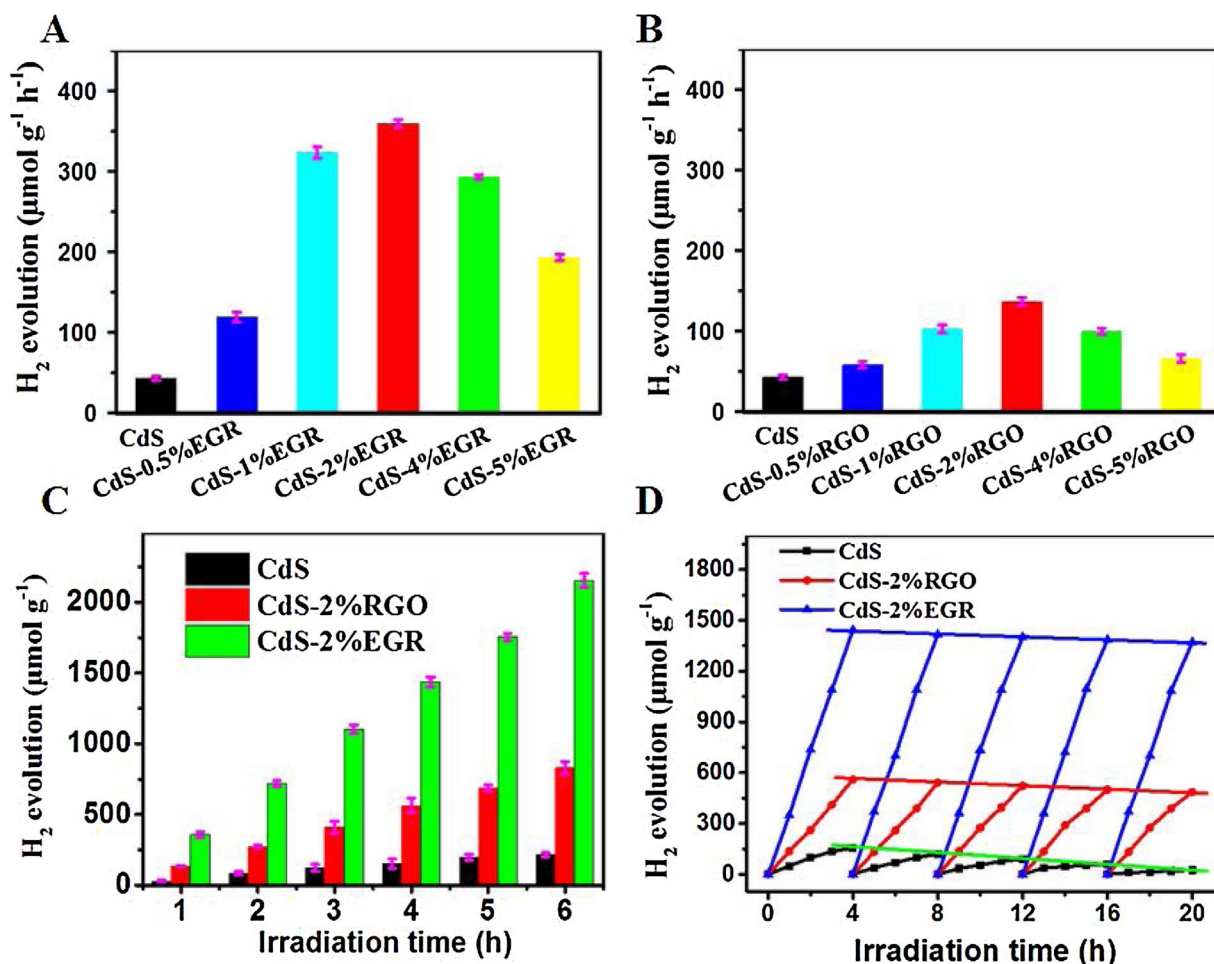 A
H₂ evolution (μmol g⁻¹ h⁻¹)
400
300
200
100
0
CdS
CdS-0.5%EGR
CdS-1%EGR
CdS-2%EGR
CdS-4%EGR
CdS-5%EGR
B
H₂ evolution (μmol g⁻¹ h⁻¹)
400
300
200
100
0
CdS
CdS-0.5%RGO
CdS-1%RGO
CdS-2%RGO
CdS-4%RGO
CdS-5%RGO
C
H₂ evolution (μmol g⁻¹)
2000
1500
1000
500
0
CdS
CdS-2%RGO
CdS-2%EGR
1 2 3 4 5 6
Irradiation time (h)
D
H₂ evolution (μmol g⁻¹)
1800
1500
1200
900
600
300
0
CdS
CdS-2%RGO
CdS-2%EGR
0 4 8 12 16 20
Irradiation time (h)